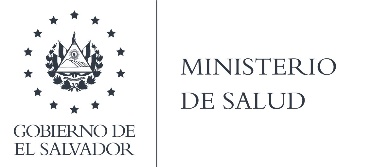 GOBIERNO DE
EL SALVADOR
MINISTERIO
DE SALUD